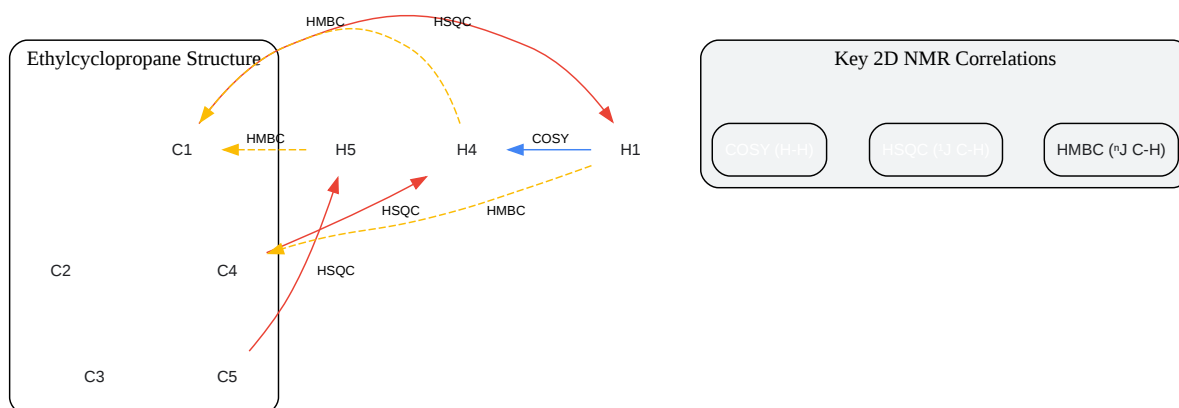 HMBC
HSQC
Ethylcyclopropane Structure
Key 2D NMR Correlations
C1
HMBC
H5
H4
COSY
H1
COSY (H-H)
HSQC (¹J C-H)
HMBC (ⁿJ C-H)
HSQC
HMBC
C2
C4
HSQC
C3
C5